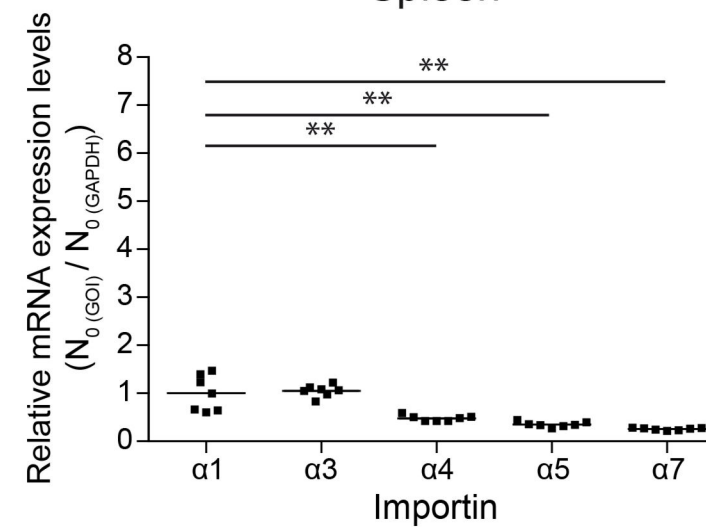 Spleen
Relative mRNA expression levels
(N0 (GOI) / N0 (GAPDH))
8
7
6
5
4
3
2
1
0
**
**
**
α1 α3 α4 α5 α7
Importin